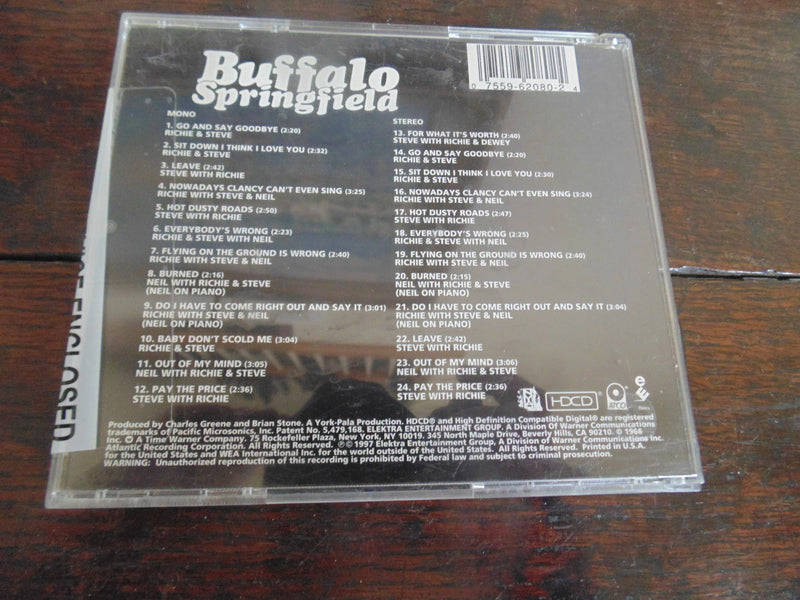 Buffalo
Springfield
0 7559-62080-2 4
MONO
1. GO AND SAY GOODBYE (2:20)
RICHIE & STEVE
2. SIT DOWN I THINK I LOVE YOU (2:32)
RICHIE & STEVE
3. LEAVE (2:42)
STEVE WITH RICHIE
4. NOWADAYS CLANCY CAN'T EVEN SING (3:25)
RICHIE WITH STEVE & NEIL
5. HOT DUSTY ROADS (2:50)
STEVE WITH RICHIE
6. EVERYBODY'S WRONG (2:23)
RICHIE & STEVE WITH NEIL
7. FLYING ON THE GROUND IS WRONG (2:40)
RICHIE WITH STEVE & NEIL
8. BURNED (2:16)
NEIL WITH RICHIE & STEVE
(NEIL ON PIANO)
9. DO I HAVE TO COME RIGHT OUT AND SAY IT (3:01)
RICHIE WITH STEVE & NEIL
(NEIL ON PIANO)
10. BABY DON'T SCOLD ME (3:04)
RICHIE & STEVE
11. OUT OF MY MIND (3:05)
NEIL WITH RICHIE & STEVE
12. PAY THE PRICE (2:36)
STEVE WITH RICHIE
STEREO
13. FOR WHAT IT'S WORTH (2:40)
STEVE WITH RICHIE & DEWEY
14. GO AND SAY GOODBYE (2:20)
RICHIE & STEVE
15. SIT DOWN I THINK I LOVE YOU (2:30)
RICHIE & STEVE
16. NOWADAYS CLANCY CAN'T EVEN SING (3:24)
RICHIE WITH STEVE & NEIL
17. HOT DUSTY ROADS (2:47)
STEVE WITH RICHIE
18. EVERYBODY'S WRONG (2:25)
RICHIE & STEVE WITH NEIL
19. FLYING ON THE GROUND IS WRONG (2:40)
RICHIE WITH STEVE & NEIL
20. BURNED (2:15)
NEIL WITH RICHIE & STEVE
(NEIL ON PIANO)
21. DO I HAVE TO COME RIGHT OUT AND SAY IT (3:04)
RICHIE WITH STEVE & NEIL
(NEIL ON PIANO)
22. LEAVE (2:42)
STEVE WITH RICHIE
23. OUT OF MY MIND (3:06)
NEIL WITH RICHIE & STEVE
24. PAY THE PRICE (2:36)
STEVE WITH RICHIE
HDCD
ATCO
ENCLOSED
Produced by Charles Greene and Brian Stone. A York-Pala Production. HDCD® and High Definition Compatible Digital® are registered
trademarks of Pacific Microsonics, Inc. Patent No. 5,479,168. ELEKTRA ENTERTAINMENT GROUP, A Division of Warner Communications
Inc. A Time Warner Company. 75 Rockefeller Plaza, New York, NY 10019. 345 North Maple Drive, Beverly Hills, CA 90210. © 1966
Atlantic Recording Corporation. All Rights Reserved. ℗© 1997 Elektra Entertainment Group, A Division of Warner Communications Inc.
for the United States and WEA International Inc. for the world outside of the United States. All Rights Reserved. Printed in U.S.A.
WARNING: Unauthorized reproduction of this recording is prohibited by Federal law and subject to criminal prosecution.